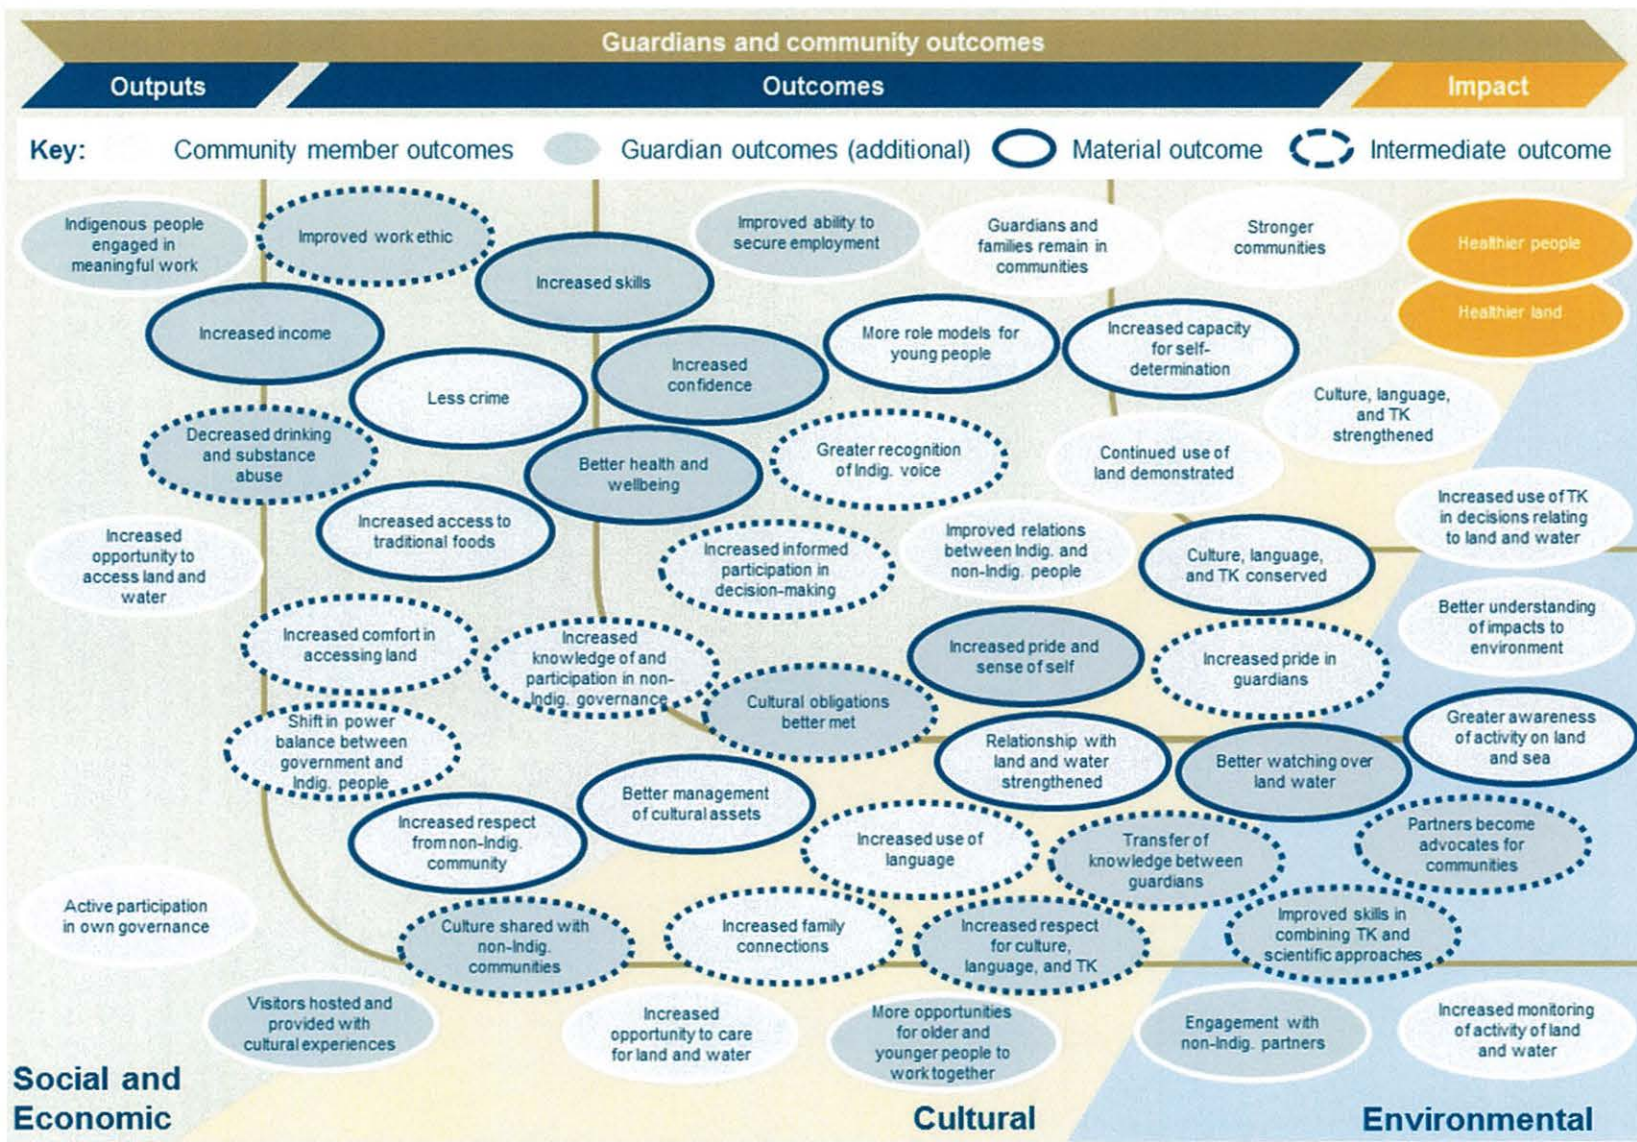 Guardians and community outcomes
Outputs
Outcomes
Impact
Key:
Community member outcomes
Guardian outcomes (additional)
Material outcome
Intermediate outcome
Indigenous people
engaged in
meaningful work
Improved work ethic
Increased skills
Improved ability to
secure employment
Guardians and
families remain in
communities
Stronger
communities
Healthier people
Healthier land
Increased income
Less crime
Increased
confidence
More role models for
young people
Increased capacity
for self-
determination
Culture, language,
and TK
strengthened
Decreased drinking
and substance
abuse
Better health and
wellbeing
Greater recognition
of Indig. voice
Continued use of
land demonstrated
Increased use of TK
in decisions relating
to land and water
Increased
opportunity to
access land and
water
Increased access to
traditional foods
Increased informed
participation in
decision-making
Improved relations
between Indig. and
non-Indig. people
Culture, language,
and TK conserved
Better understanding
of impacts to
environment
Increased comfort in
accessing land
Increased
knowledge of and
participation in non-
Indig. governance
Cultural obligations
better met
Increased pride and
sense of self
Increased pride in
guardians
Shift in power
balance between
government and
Indig. people
Better management
of cultural assets
Relationship with
land and water
strengthened
Better watching over
land water
Greater awareness
of activity on land
and sea
Increased respect
from non-Indig.
community
Increased use of
language
Transfer of
knowledge between
guardians
Partners become
advocates for
communities
Active participation
in own governance
Culture shared with
non-Indig.
communities
Increased family
connections
Increased respect
for culture,
language, and TK
Improved skills in
combining TK and
scientific approaches
Visitors hosted and
provided with
cultural experiences
Increased
opportunity to care
for land and water
More opportunities
for older and
younger people to
work together
Engagement with
non-Indig. partners
Increased monitoring
of activity of land
and water
Social and
Economic
Cultural
Environmental